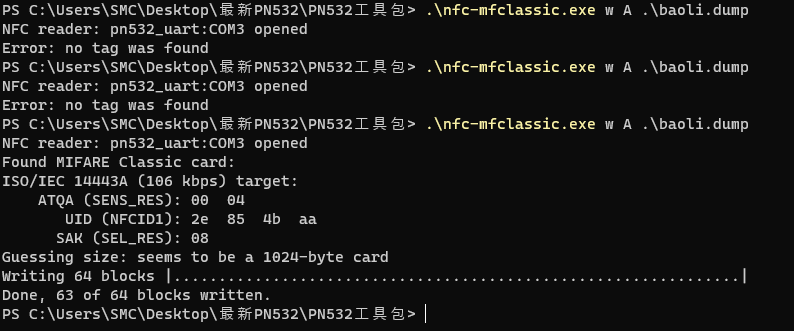 PS C:\Users\SMC\Desktop\最新PN532\PN532工具包> .\nfc-mfclassic.exe w A .\baoli.dump
NFC reader: pn532_uart:COM3 opened
Error: no tag was found
PS C:\Users\SMC\Desktop\最新PN532\PN532工具包> .\nfc-mfclassic.exe w A .\baoli.dump
NFC reader: pn532_uart:COM3 opened
Error: no tag was found
PS C:\Users\SMC\Desktop\最新PN532\PN532工具包> .\nfc-mfclassic.exe w A .\baoli.dump
NFC reader: pn532_uart:COM3 opened
Found MIFARE Classic card:
ISO/IEC 14443A (106 kbps) target:
    ATQA (SENS_RES): 00  04
       UID (NFCID1): 2e  85  4b  aa
      SAK (SEL_RES): 08
Guessing size: seems to be a 1024-byte card
Writing 64 blocks |...............................................................|
Done, 63 of 64 blocks written.
PS C:\Users\SMC\Desktop\最新PN532\PN532工具包>